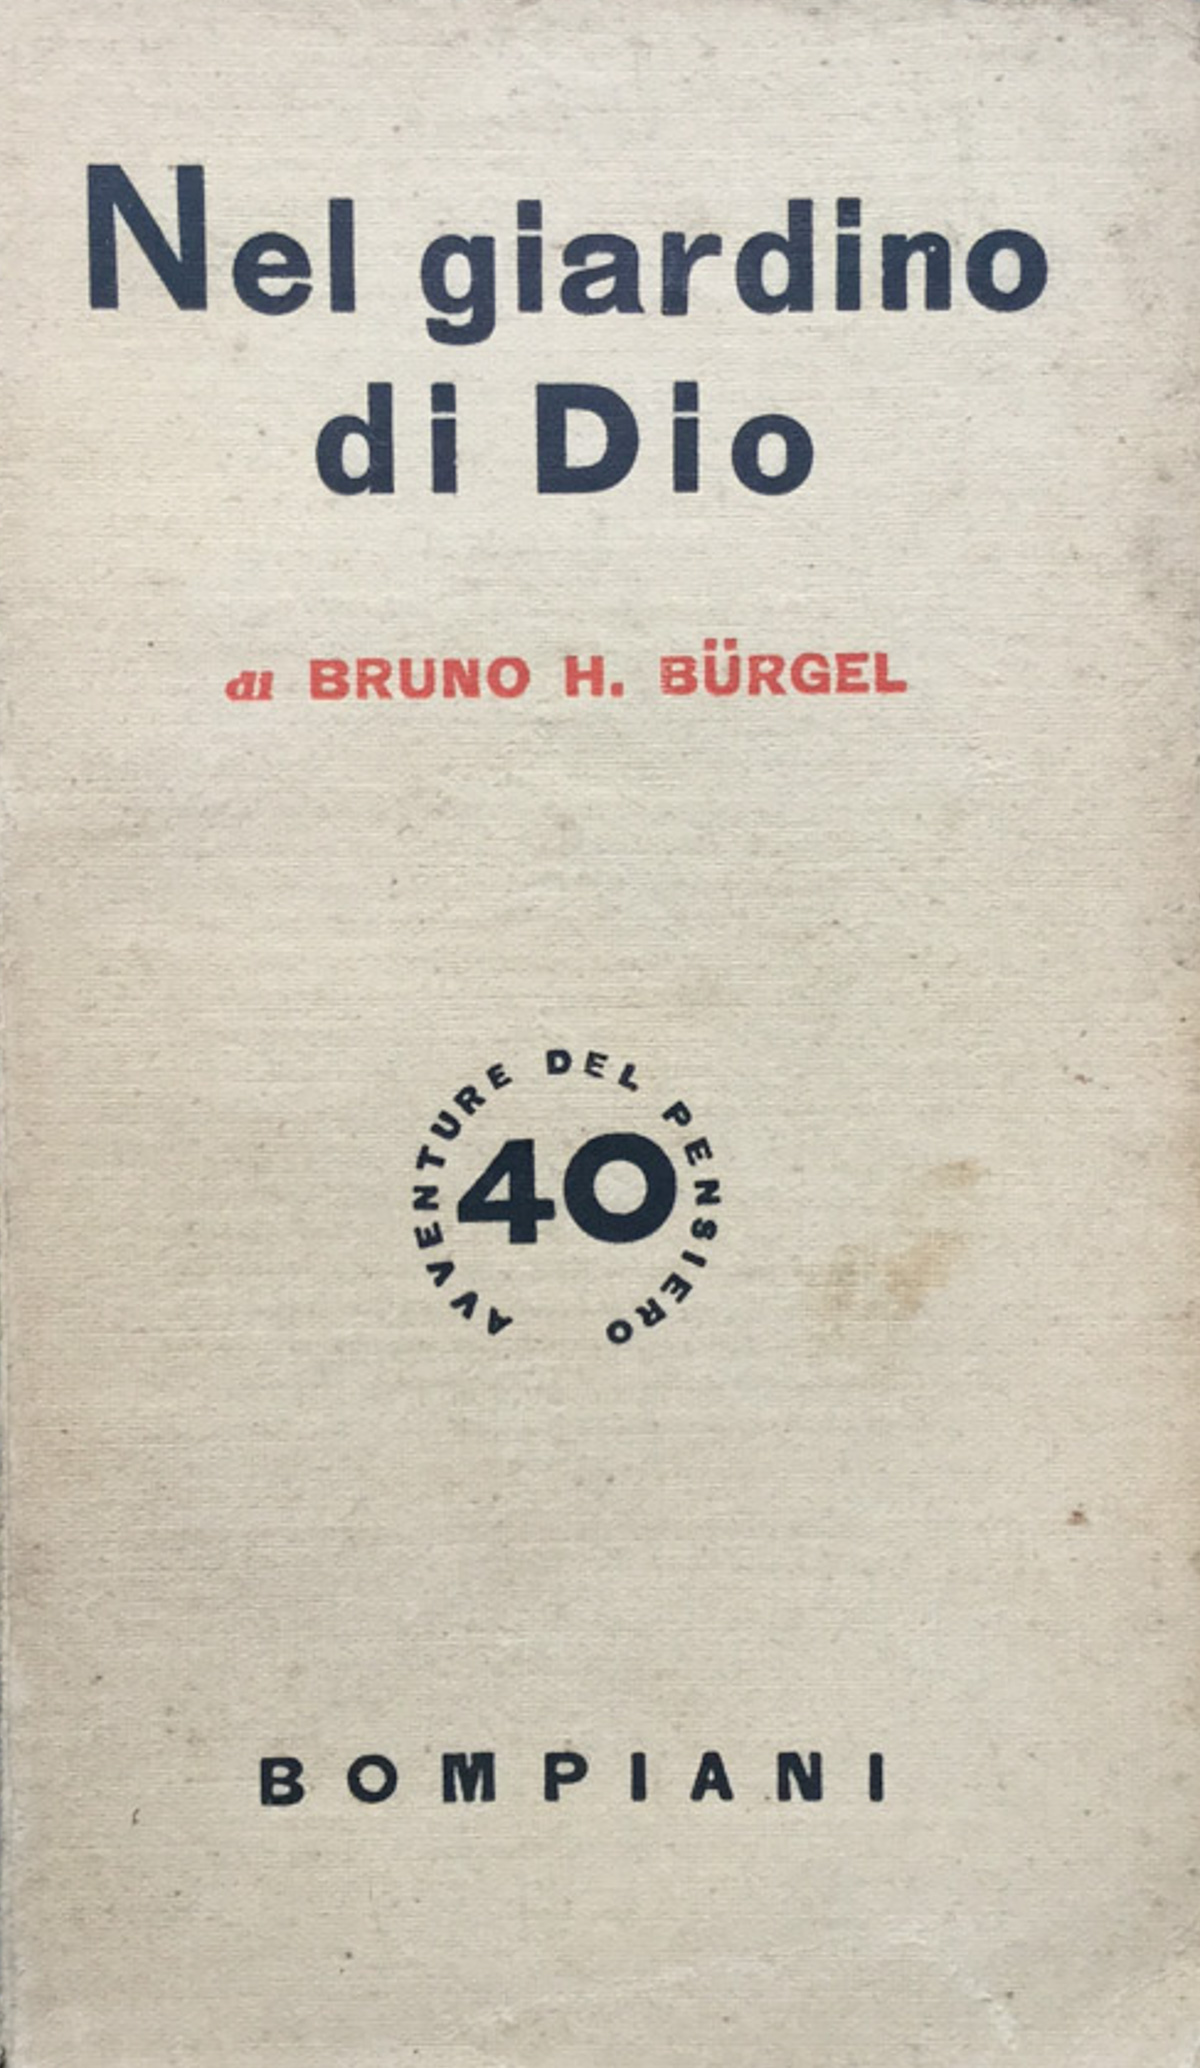 Nel giardino
di Dio
di BRUNO H. BÜRGEL
AVVENTURE DEL PENSIERO
40
BOMPIANI